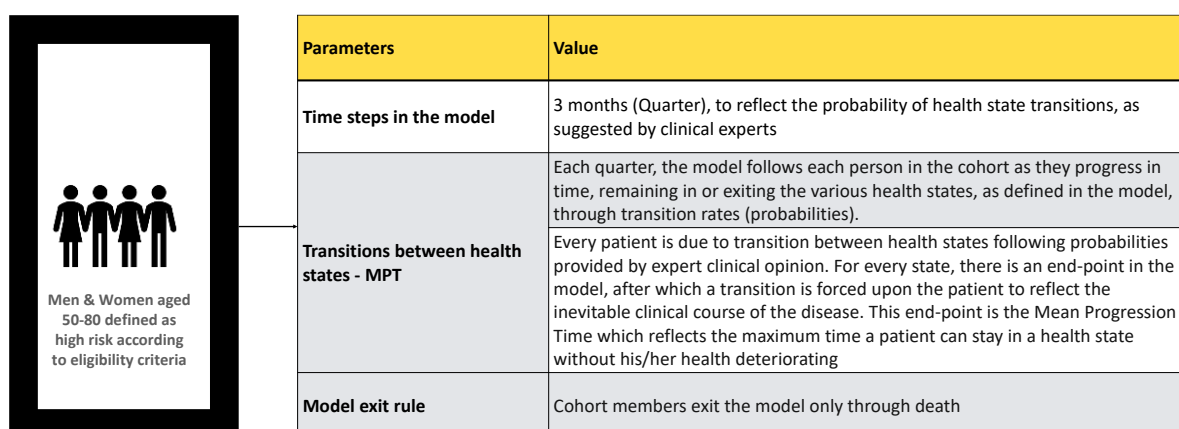 Men & Women aged
50-80 defined as
high risk according
to eligibility criteria
Parameters
Value
Time steps in the model
3 months (Quarter), to reflect the probability of health state transitions, as
suggested by clinical experts
Transitions between health
states - MPT
Each quarter, the model follows each person in the cohort as they progress in
time, remaining in or exiting the various health states, as defined in the model,
through transition rates (probabilities).
Every patient is due to transition between health states following probabilities
provided by expert clinical opinion. For every state, there is an end-point in the
model, after which a transition is forced upon the patient to reflect the
inevitable clinical course of the disease. This end-point is the Mean Progression
Time which reflects the maximum time a patient can stay in a health state
without his/her health deteriorating
Model exit rule
Cohort members exit the model only through death